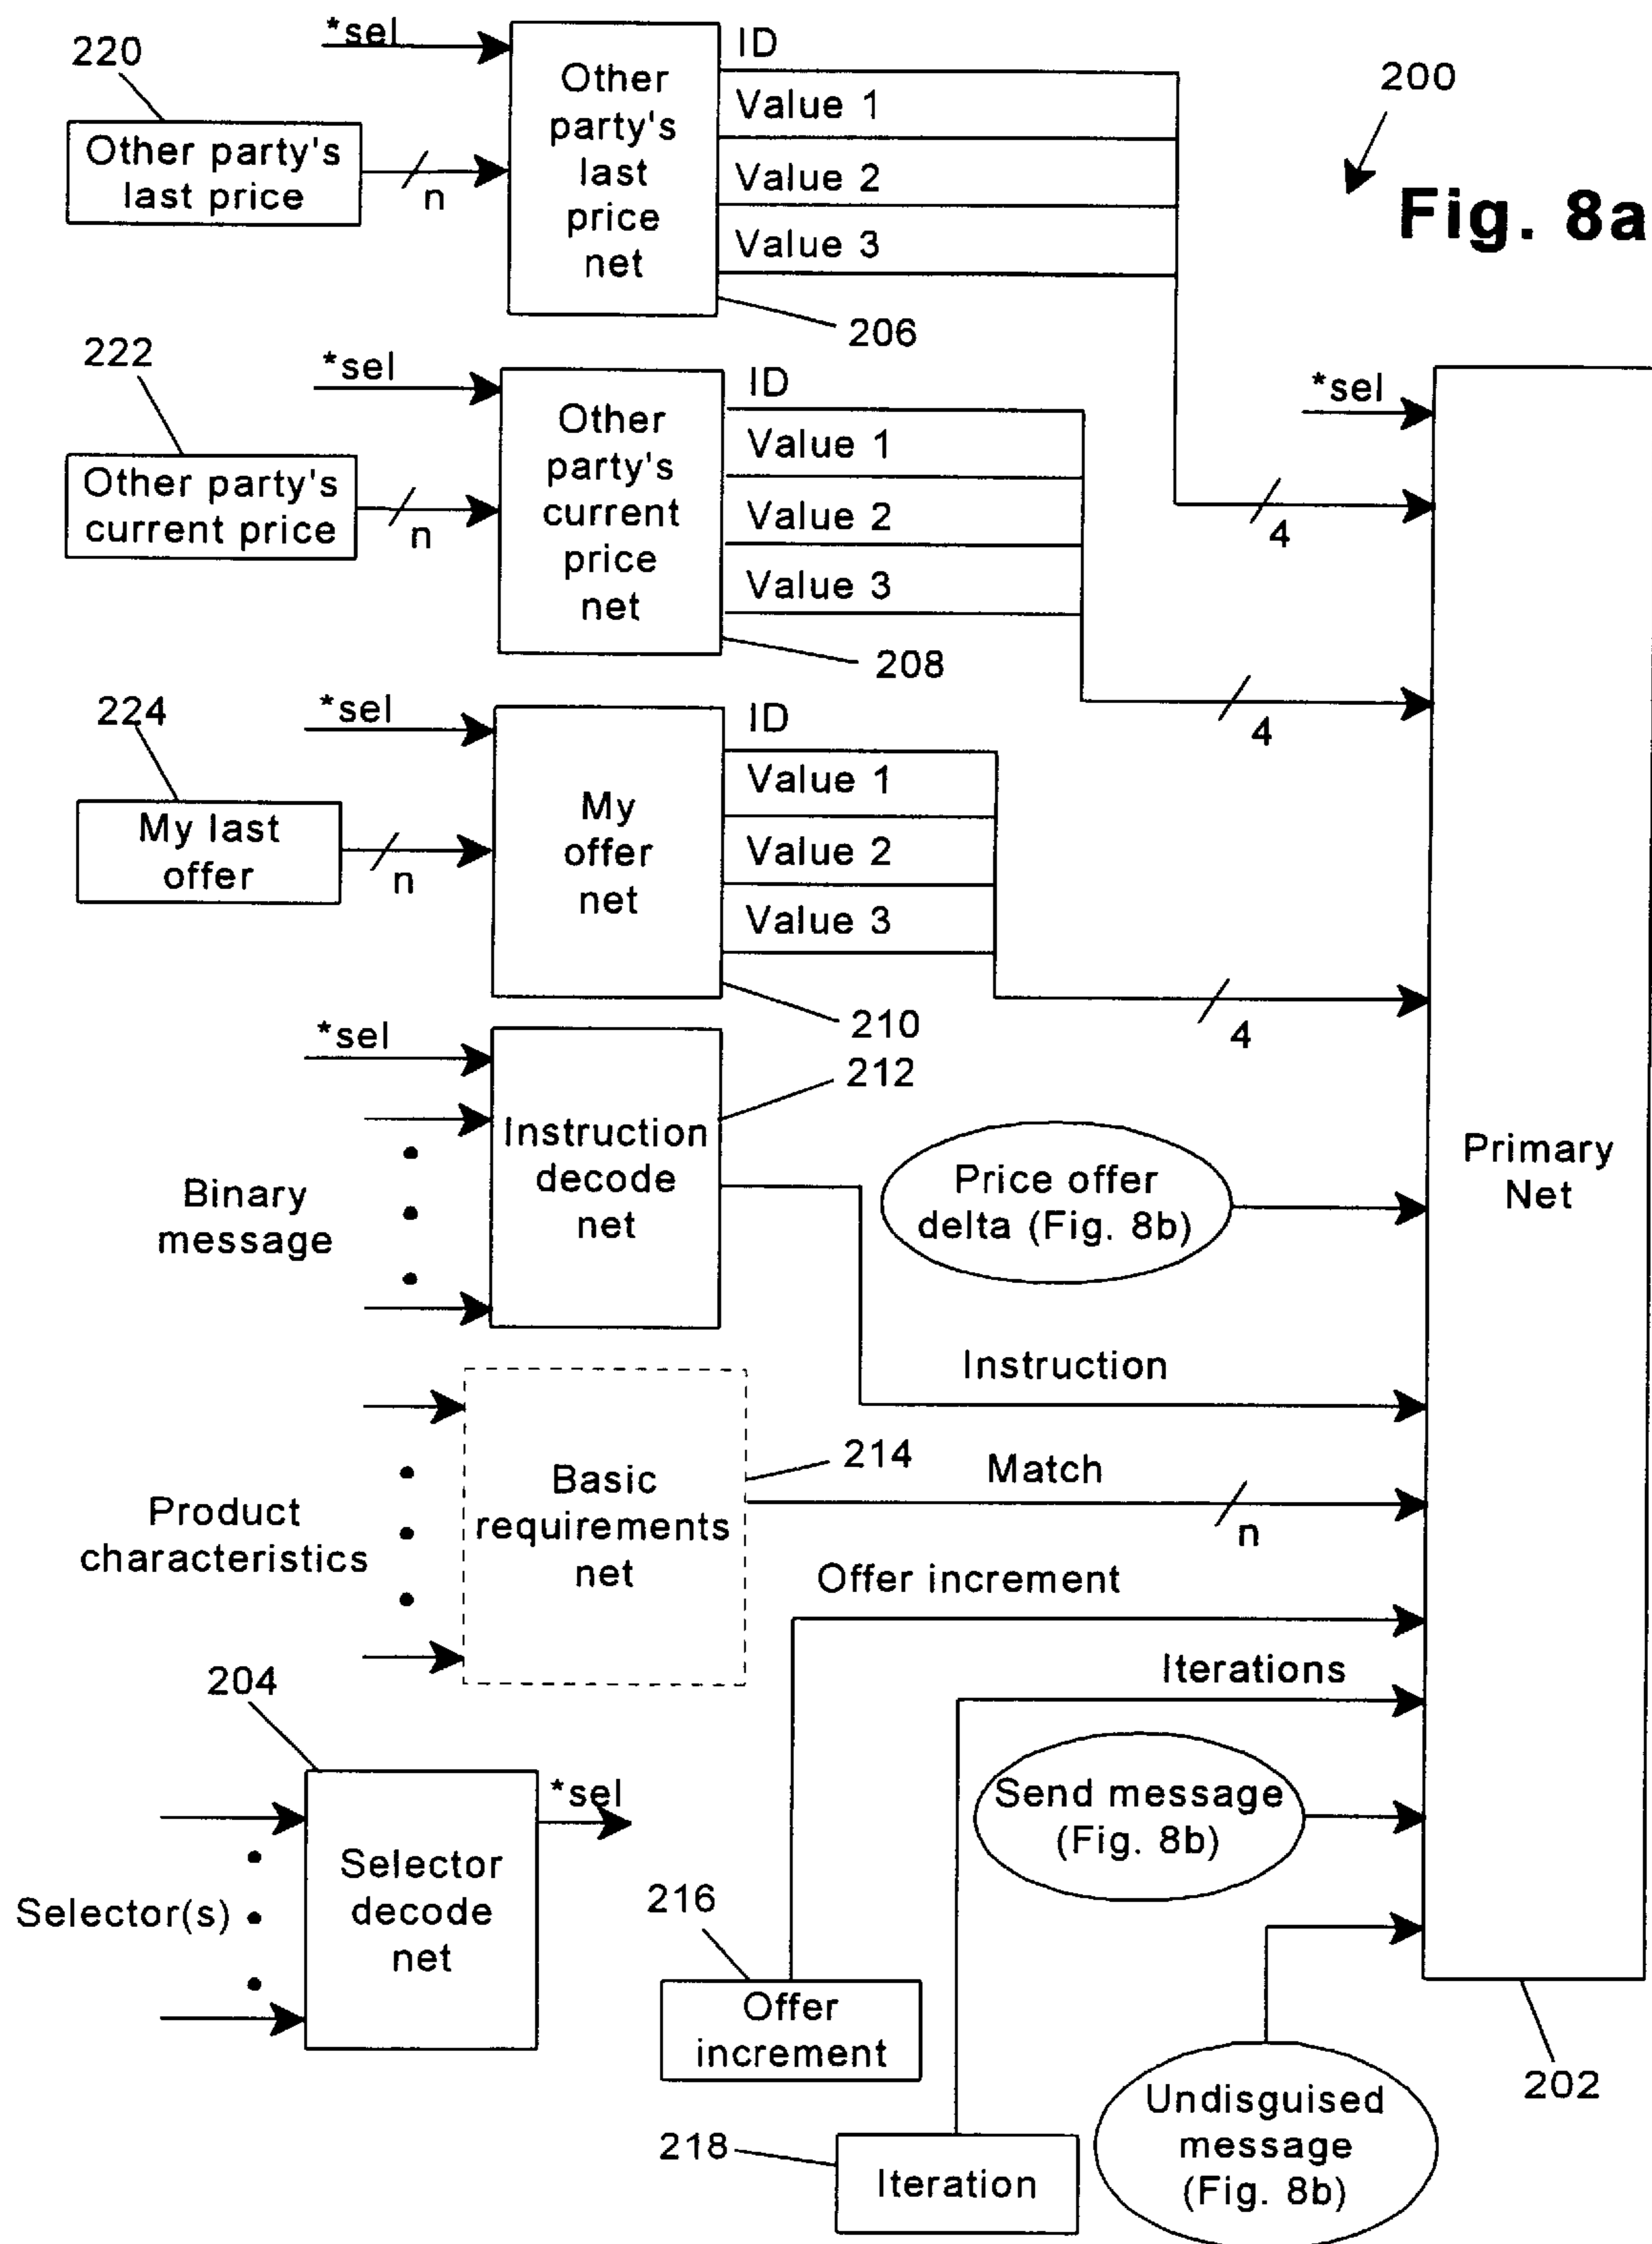 *sel
220
Other party's
last price
n
Other
party's
last
price
net
ID
Value 1
Value 2
Value 3
206
200
Fig. 8a
222
*sel
Other party's
current price
n
Other
party's
current
price
net
ID
Value 1
Value 2
Value 3
208
*sel
4
4
224
*sel
My last
offer
n
My
offer
net
ID
Value 1
Value 2
Value 3
210
4
*sel
212
Binary
message
Instruction
decode
net
Price offer
delta (Fig. 8b)
Primary
Net
Instruction
Product
characteristics
Basic
requirements
net
214
Match
n
Offer increment
Iterations
204
*sel
Selector(s)
Selector
decode
net
Send message
(Fig. 8b)
216
Offer
increment
218
Iteration
Undisguised
message
(Fig. 8b)
202